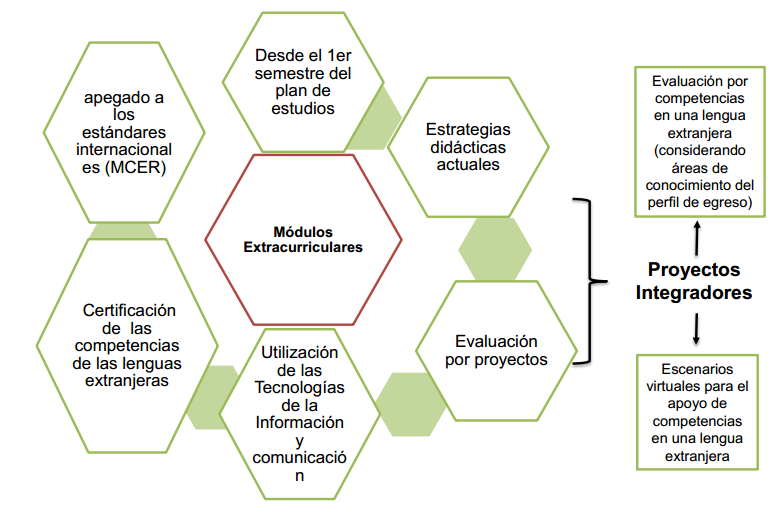 Desde el 1er
semestre del
plan de
estudios
apegado a
los
estándares
internacional
es (MCER)
Estrategias
didácticas
actuales
Módulos
Extracurriculares
Certificación
de las
competencias
de las lenguas
extranjeras
Utilización
de las
Tecnologías
de la
Información
y
comunicació
n
Evaluación
por proyectos
Evaluación por
competencias
en una lengua
extranjera
(considerando
áreas de
conocimiento del
perfil de egreso)
Proyectos
Integradores
Escenarios
virtuales para el
apoyo de
competencias
en una lengua
extranjera